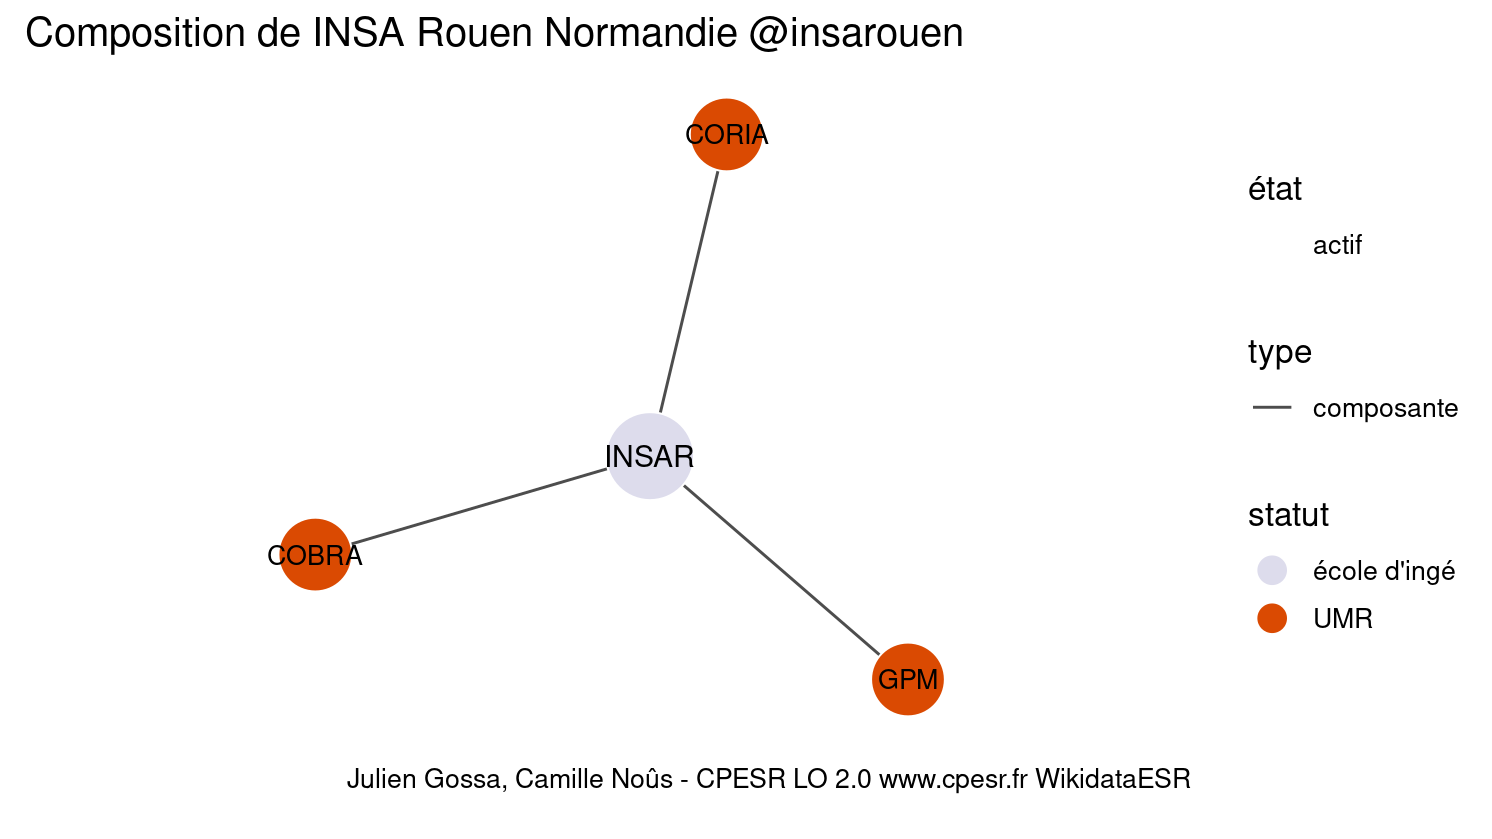 Composition de INSA Rouen Normandie @insarouen
CORIA
INSAR
COBRA
GPM
état
actif
type
composante
statut
école d'ingé
UMR
Julien Gossa, Camille Noûs - CPESR LO 2.0 www.cpesr.fr WikidataESR